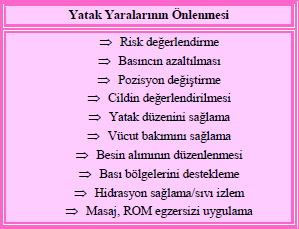 Yatak Yaralarının Önlenmesi
⇒ Risk değerlendirme
⇒ Basıncın azaltılması
⇒ Pozisyon değiştirme
⇒ Cildin değerlendirilmesi
⇒ Yatak düzenini sağlama
⇒ Vücut bakımını sağlama
⇒ Besin alımının düzenlenmesi
⇒ Bası bölgelerini destekleme
⇒ Hidrasyon sağlama/sıvı izlem
⇒ Masaj, ROM egzersizi uygulama